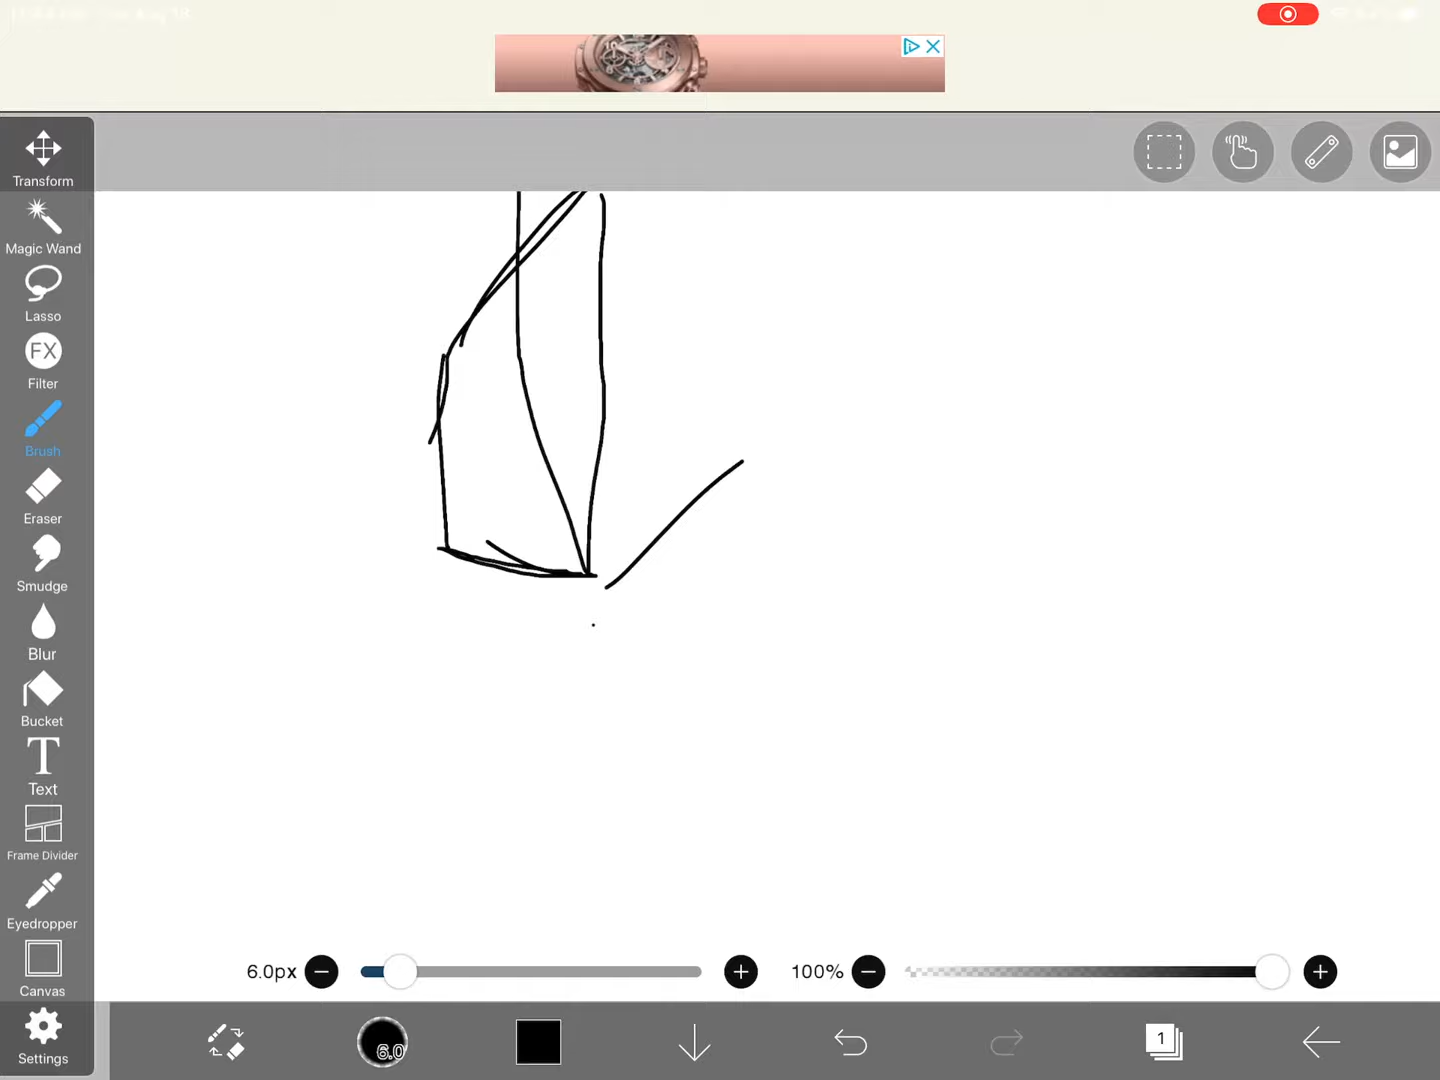 Transform
Magic Wand
Lasso
FX
Filter
Brush
Eraser
Smudge
Blur
Bucket
T
Text
Frame Divider
Eyedropper
Canvas
Settings
6.0px
100%
6.0
1